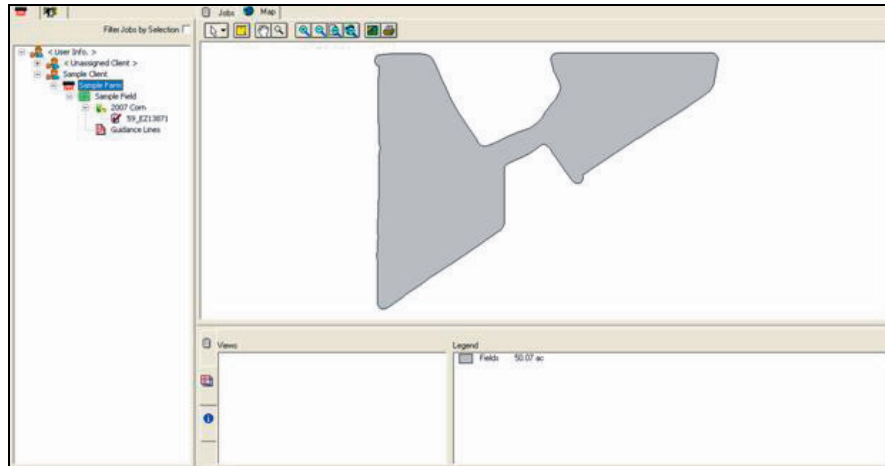 Jobs Map
Filter Jobs by Selection
< User Info. >
< Unassigned Client >
Sample Client
Sample Farm
Sample Field
2007 Corn
59_EZ13871
Guidance Lines
Views
Legend
Fields 50.07 ac